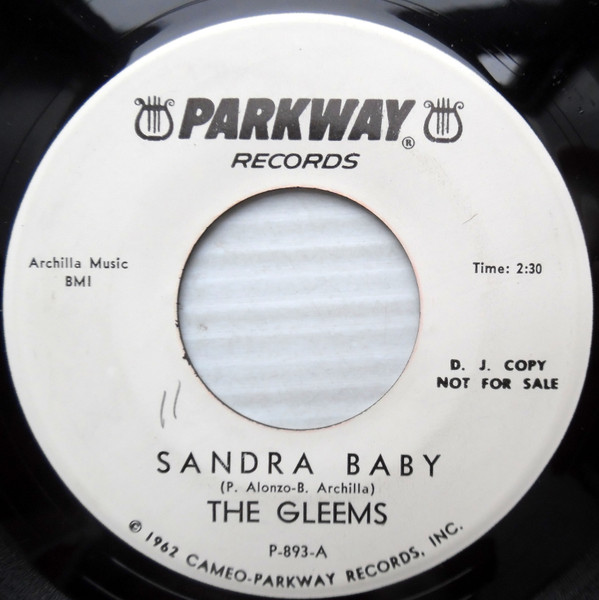 PARKWAY®
RECORDS
Archilla Music
BMI
Time: 2:30
D. J. COPY
NOT FOR SALE
11
SANDRA BABY
(P. Alonzo-B. Archilla)
THE GLEEMS
P-893-A
© 1962 CAMEO-PARKWAY RECORDS, INC.